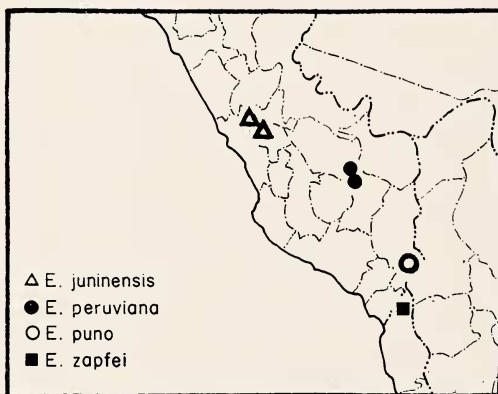 △ E. juninensis
● E. peruviana
○ E. puno
■ E. zapfei